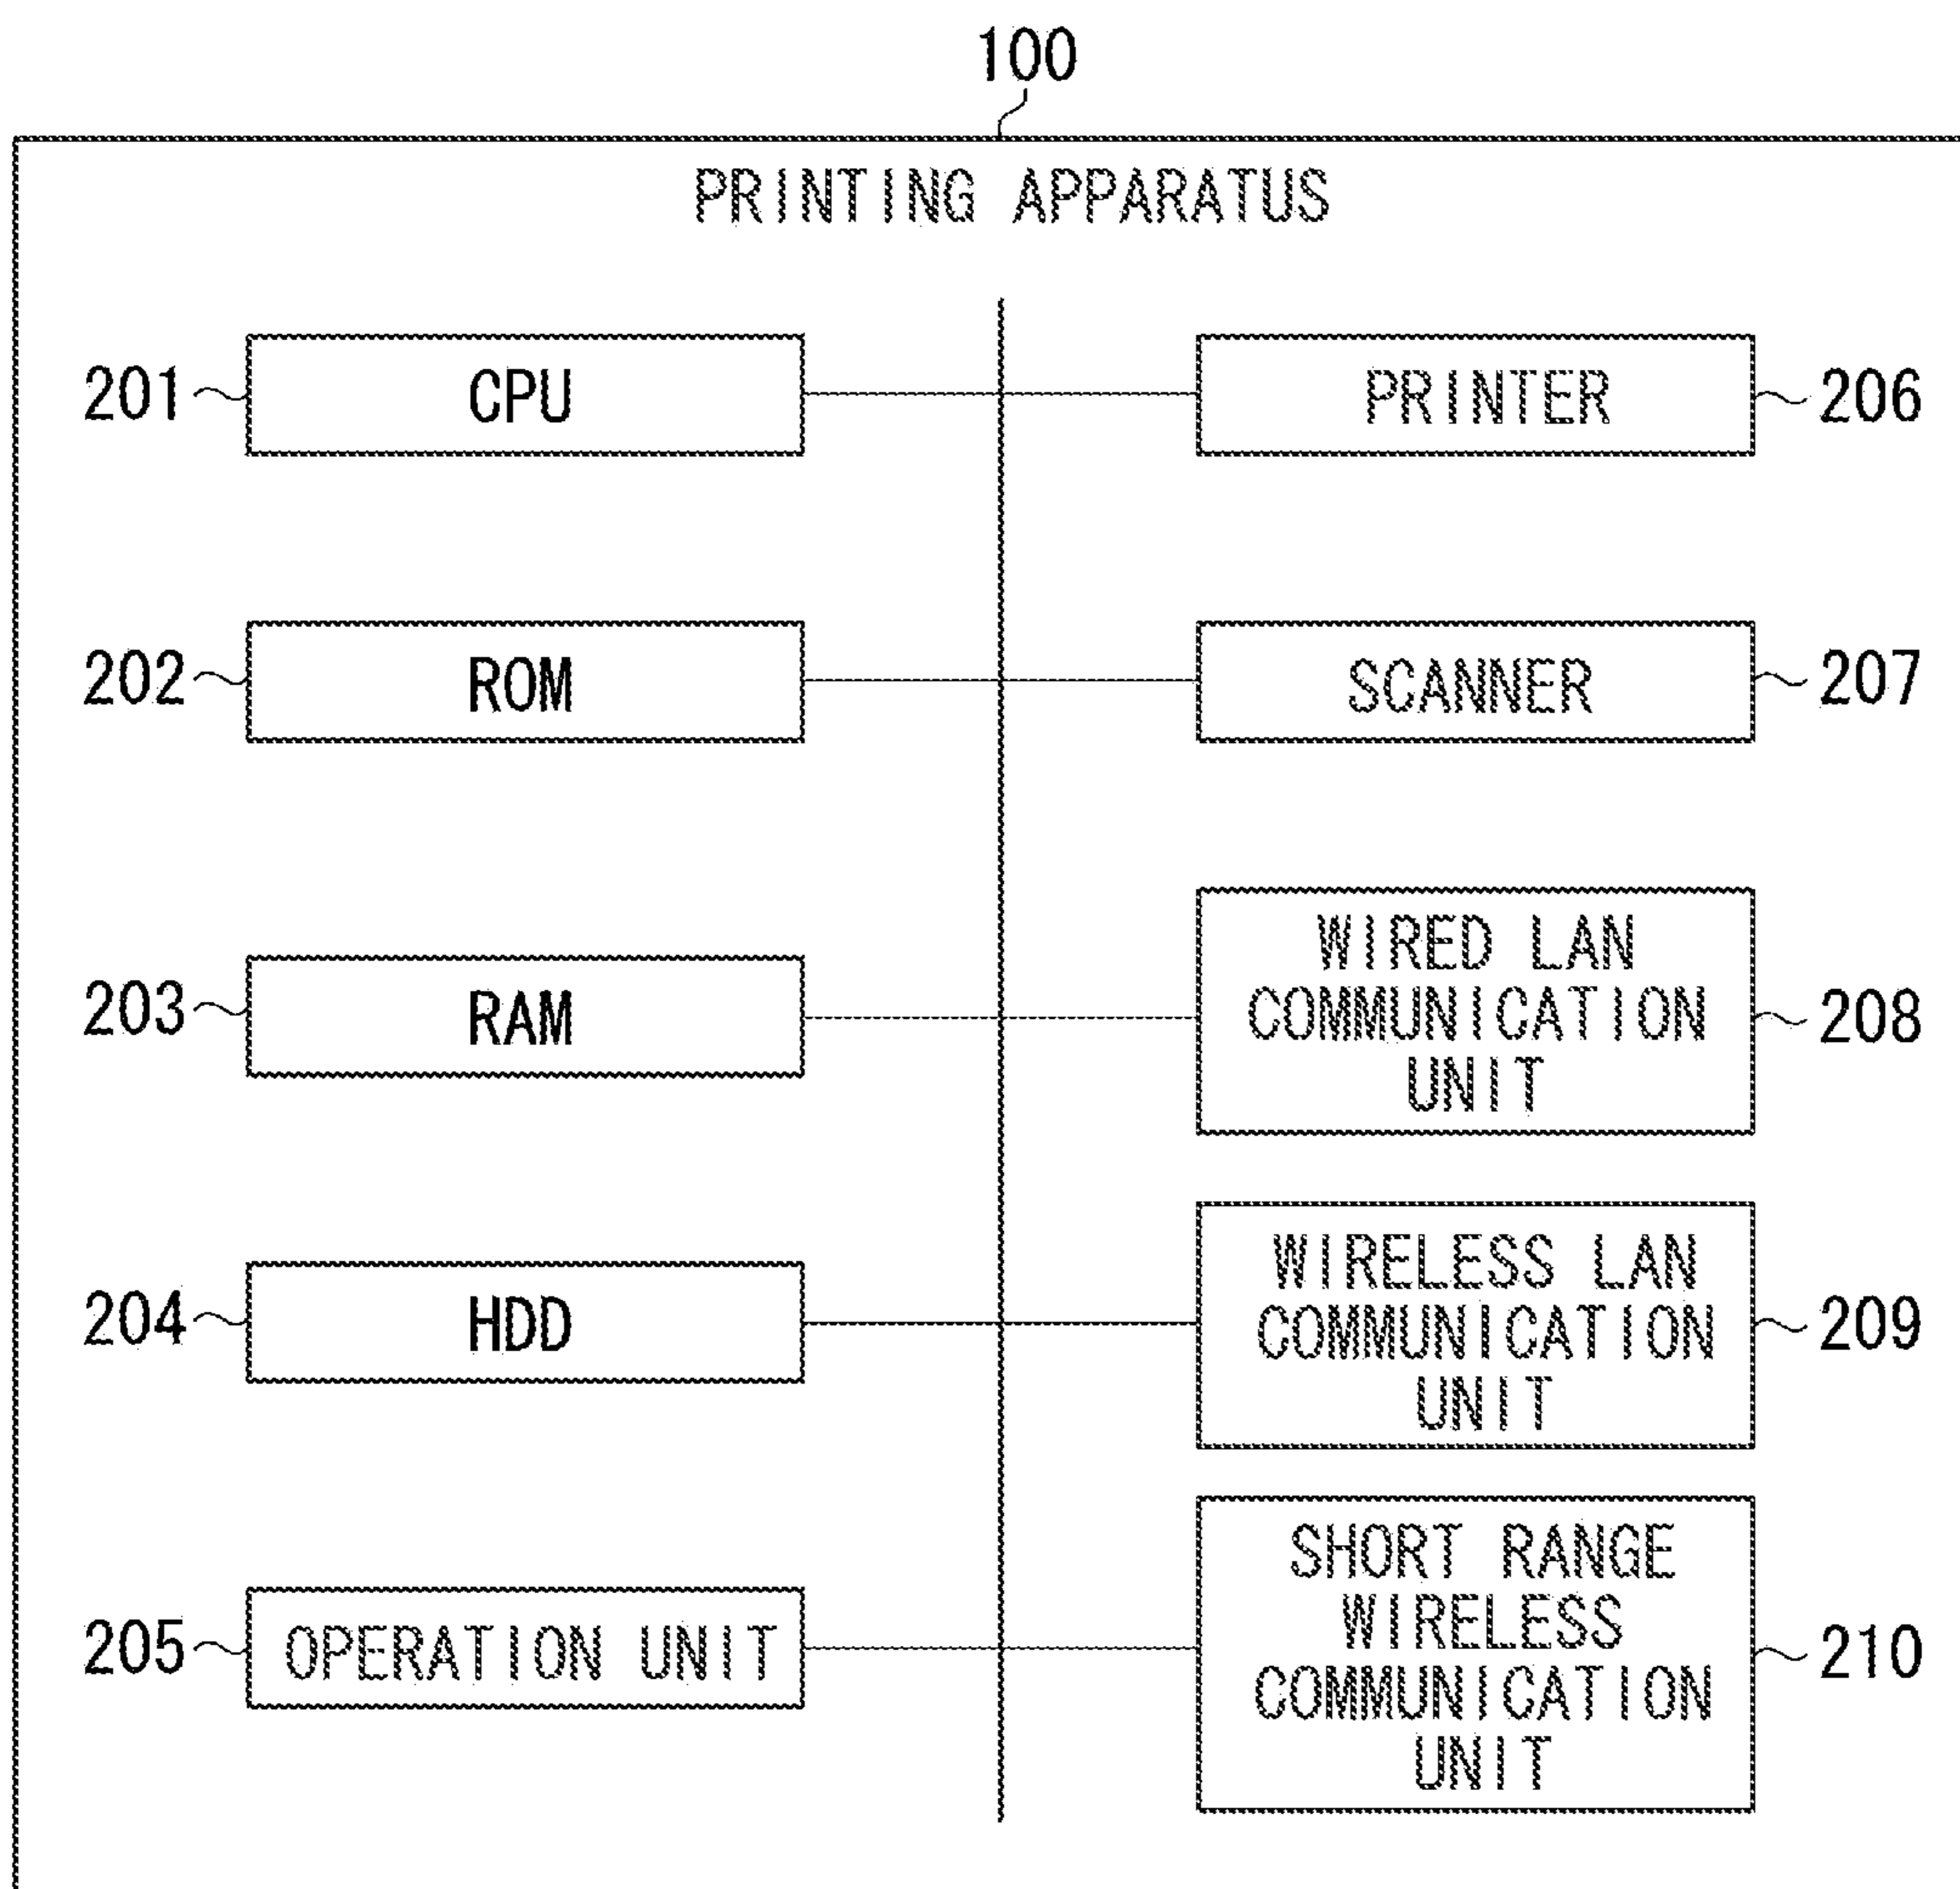 100
PRINTING APPARATUS
201
CPU
PRINTER
206
202
ROM
SCANNER
207
203
RAM
WIRED LAN
COMMUNICATION
UNIT
208
204
HDD
WIRELESS LAN
COMMUNICATION
UNIT
209
205
OPERATION UNIT
SHORT RANGE
WIRELESS
COMMUNICATION
UNIT
210